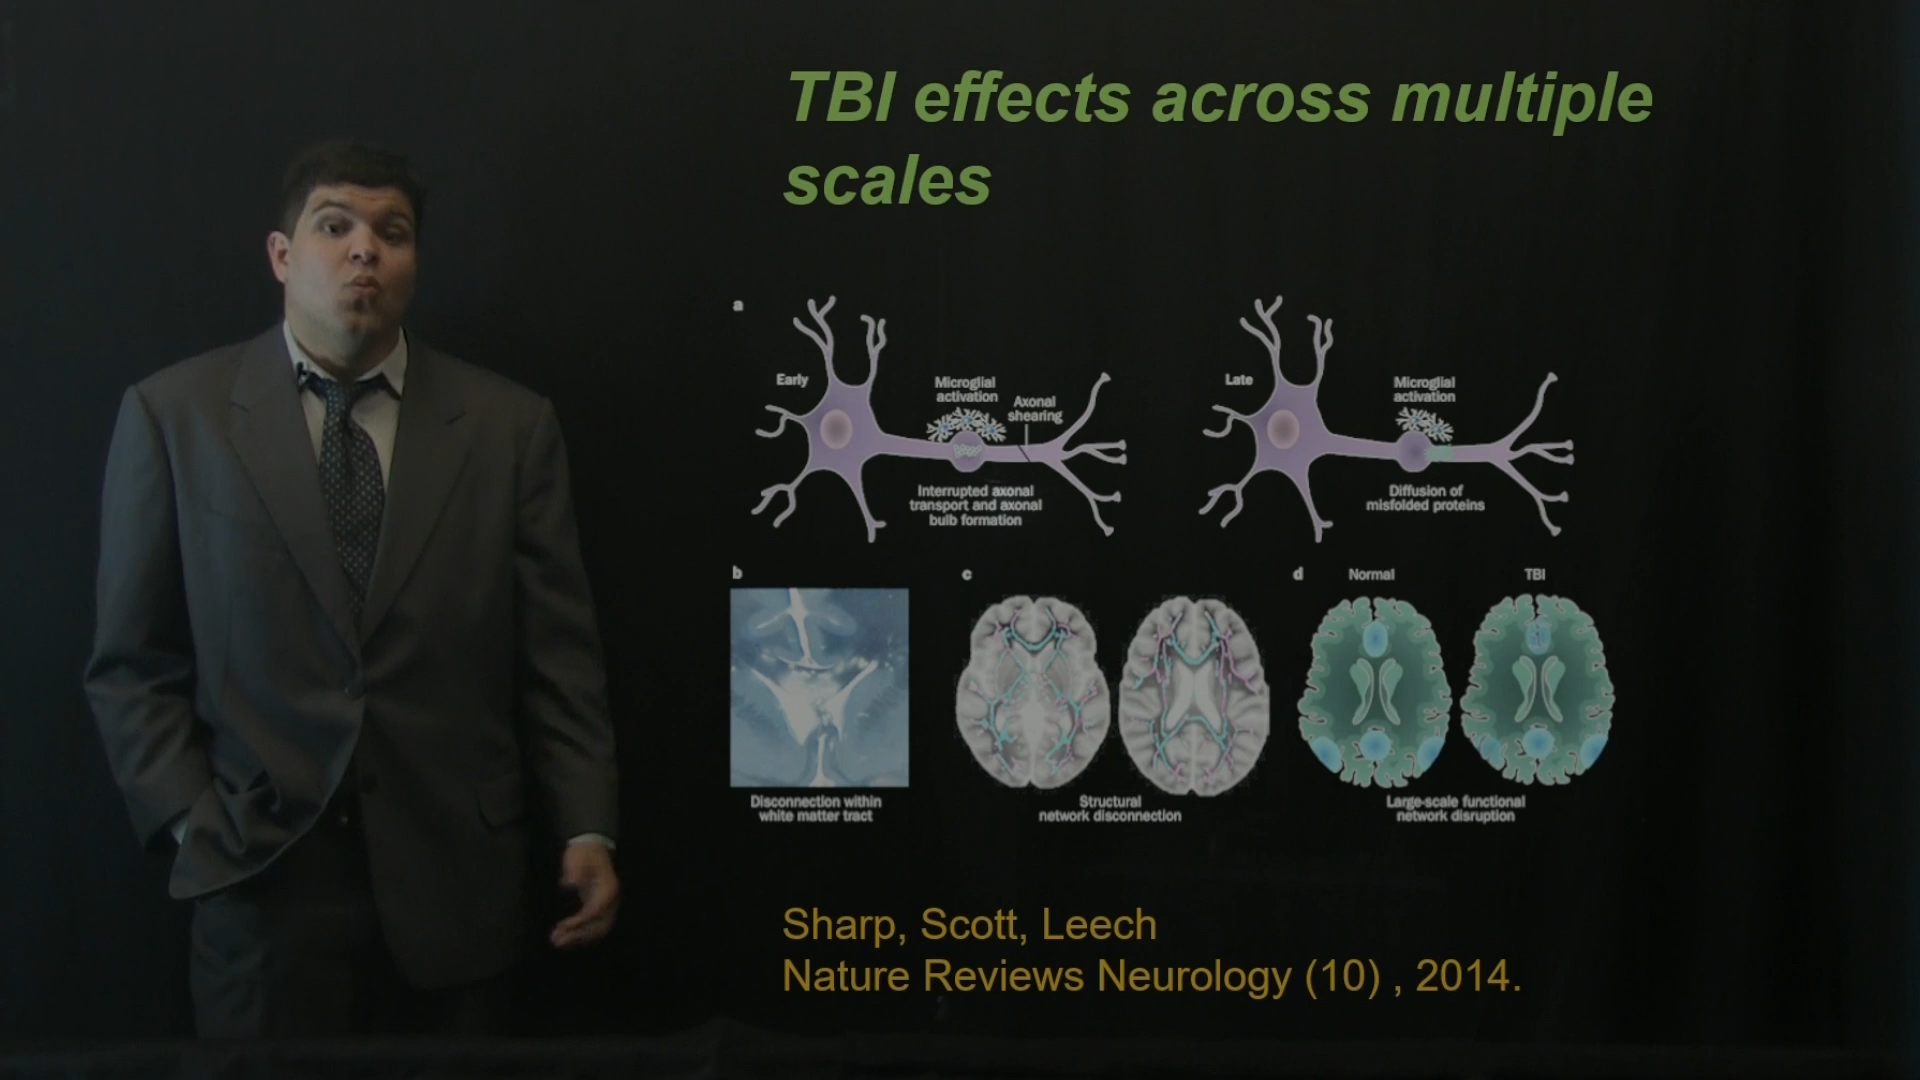 TBI effects across multiple
scales
a
Early
Microglial
activation
Axonal
shearing
Interrupted axonal
transport and axonal
bulb formation
Late
Microglial
activation
Diffusion of
misfolded proteins
b
Disconnection within
white matter tract
c
Structural
network disconnection
d
Normal
TBI
Large-scale functional
network disruption
Sharp, Scott, Leech
Nature Reviews Neurology (10) , 2014.